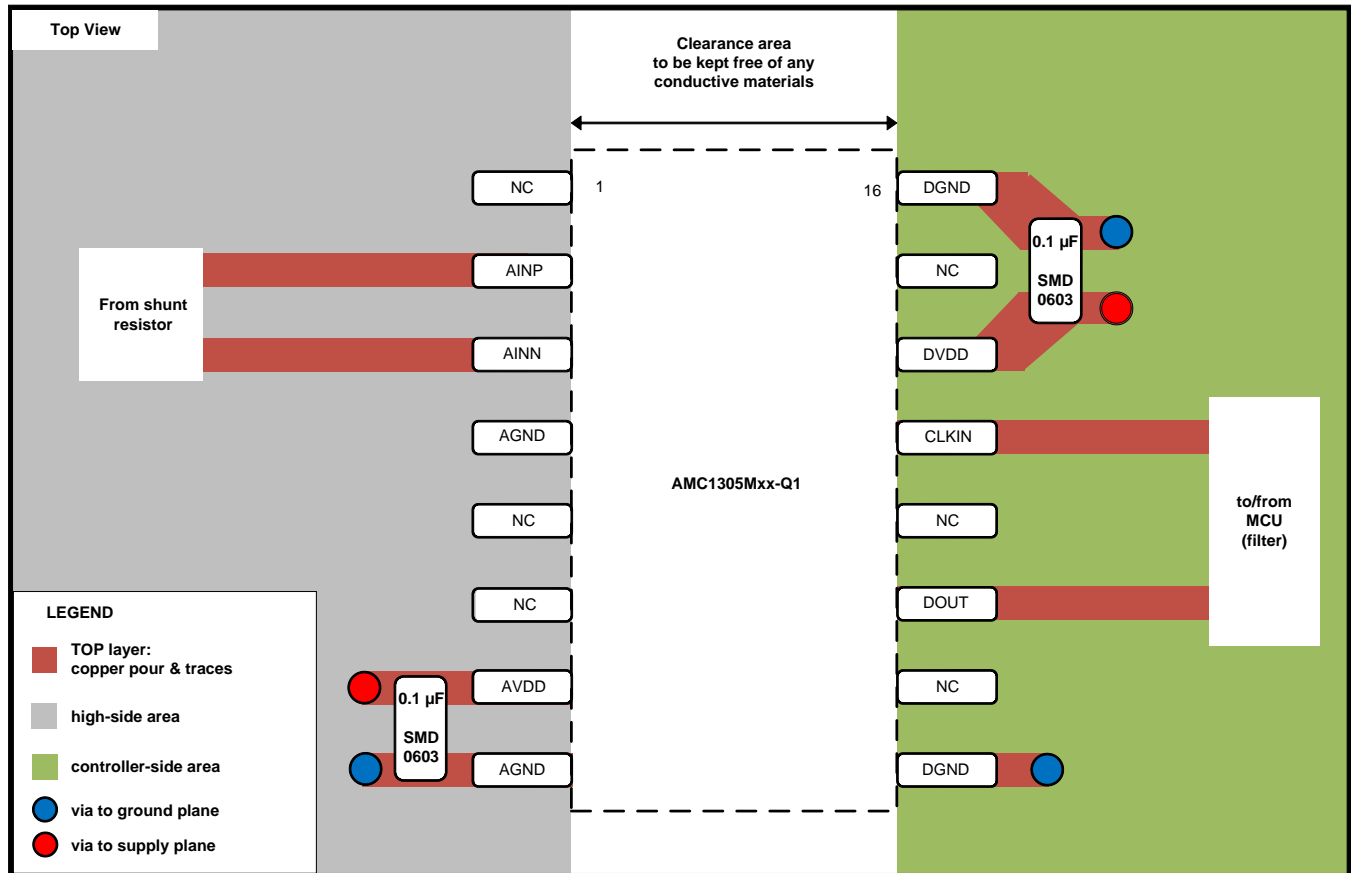 Top View
Clearance area
to be kept free of any
conductive materials
NC
1
16
DGND
0.1 µF
SMD
0603
AINP
NC
From shunt
resistor
AINN
DVDD
AGND
CLKIN
AMC1305Mxx-Q1
NC
NC
to/from
MCU
(filter)
NC
DOUT
AVDD
NC
0.1 µF
SMD
0603
AGND
DGND
LEGEND
TOP layer:
copper pour & traces
high-side area
controller-side area
via to ground plane
via to supply plane